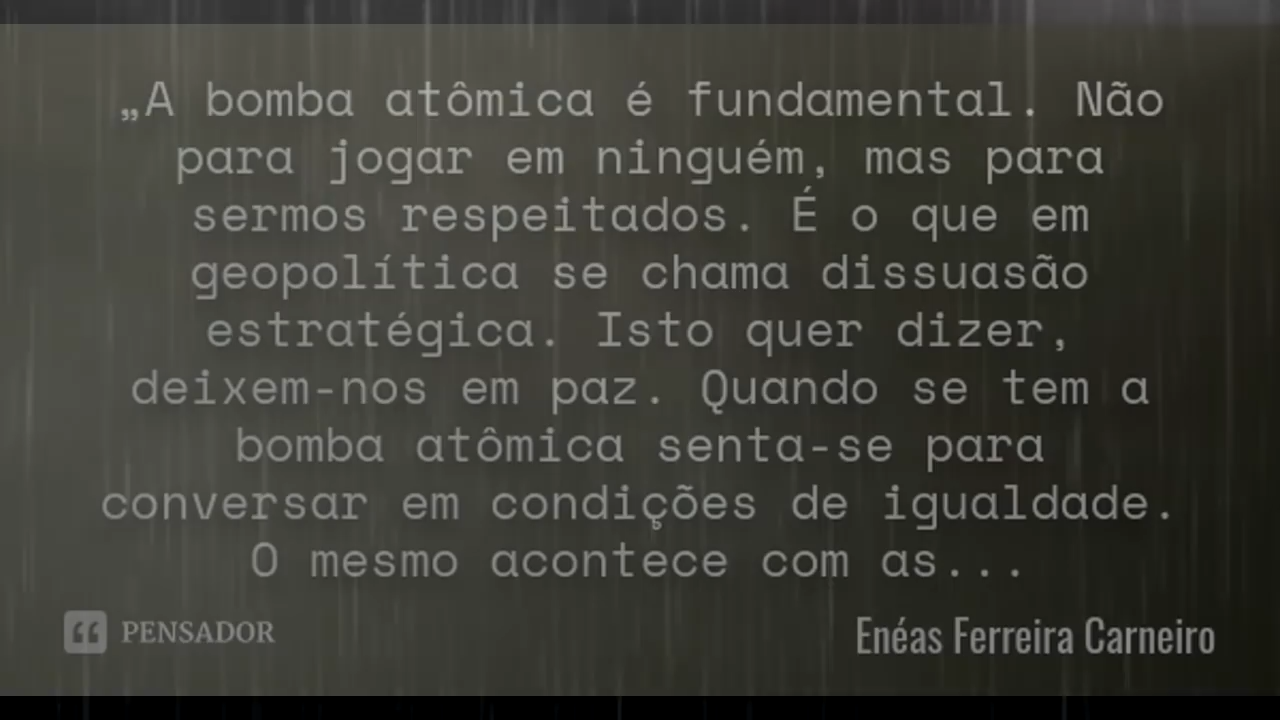 „A bomba atômica é fundamental. Não
para jogar em ninguém, mas para
sermos respeitados. É o que em
geopolítica se chama dissuasão
estratégica. Isto quer dizer,
deixem-nos em paz. Quando se tem a
bomba atômica senta-se para
conversar em condições de igualdade.
O mesmo acontece com as...
PENSADOR
Enéas Ferreira Carneiro